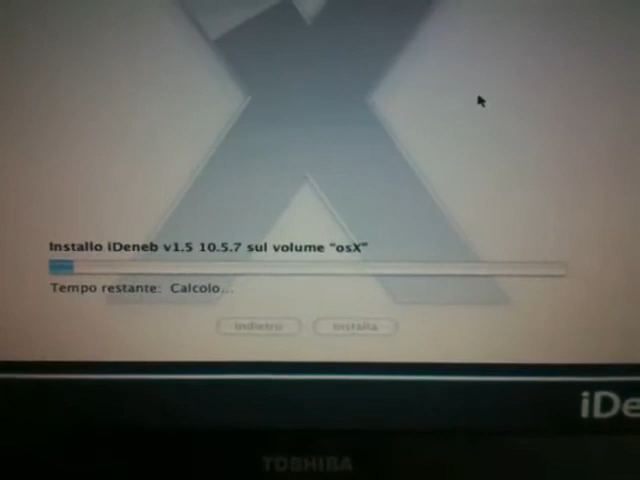 Installo iDeneb v1.5 10.5.7 sul volume "osX"
Tempo restante: Calcolo...
Indietro Installa
iDe
TOSHIBA